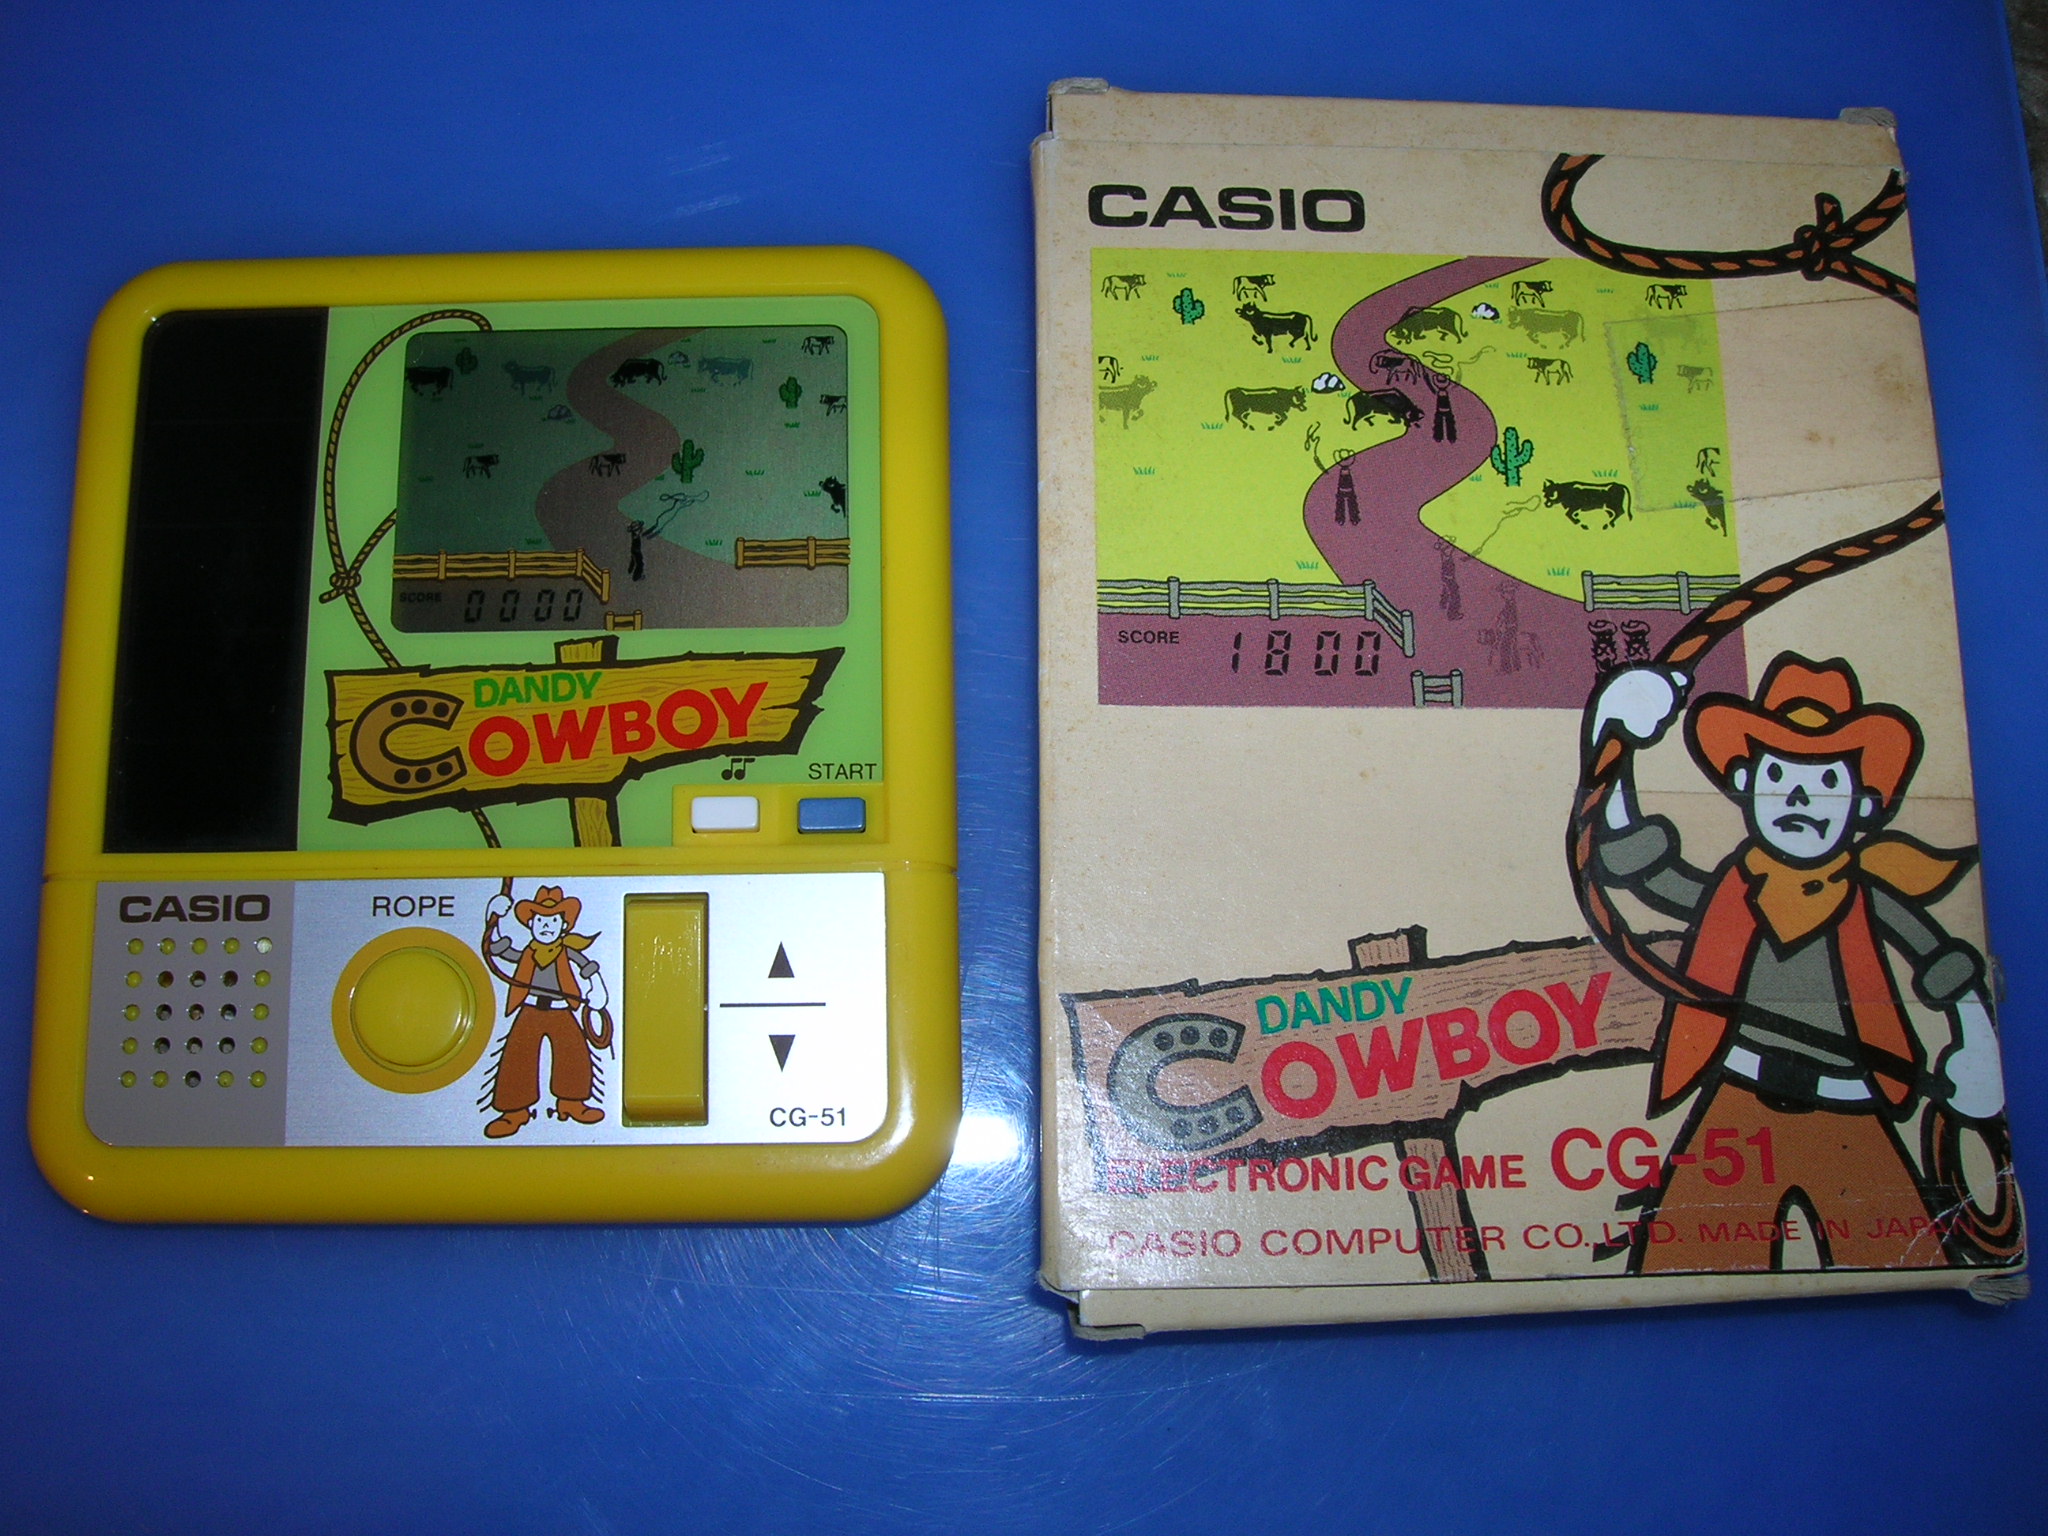 SCORE 0000
DANDY
COWBOY
START
CASIO
ROPE
CG-51
CASIO
SCORE 1800
DANDY
COWBOY
ELECTRONIC GAME CG-51
CASIO COMPUTER CO., LTD. MADE IN JAPAN